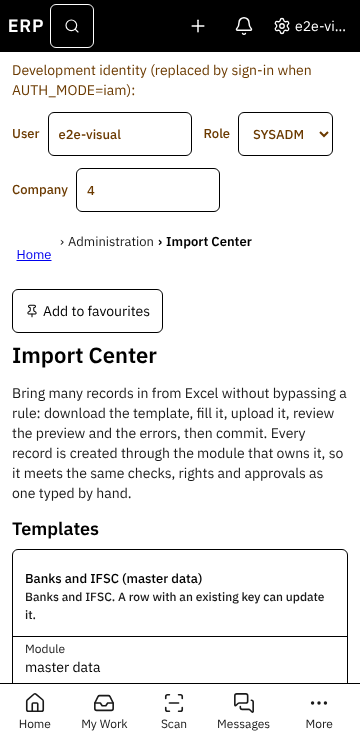 ERP
e2e-vi...
Development identity (replaced by sign-in when
AUTH_MODE=iam):
User e2e-visual Role SYSADM
Company 4
Home › Administration › Import Center
Add to favourites
Import Center
Bring many records in from Excel without bypassing a
rule: download the template, fill it, upload it, review
the preview and the errors, then commit. Every
record is created through the module that owns it, so
it meets the same checks, rights and approvals as
one typed by hand.
Templates
Banks and IFSC (master data)
Banks and IFSC. A row with an existing key can update
it.
Module
master data
Home My Work Scan Messages More